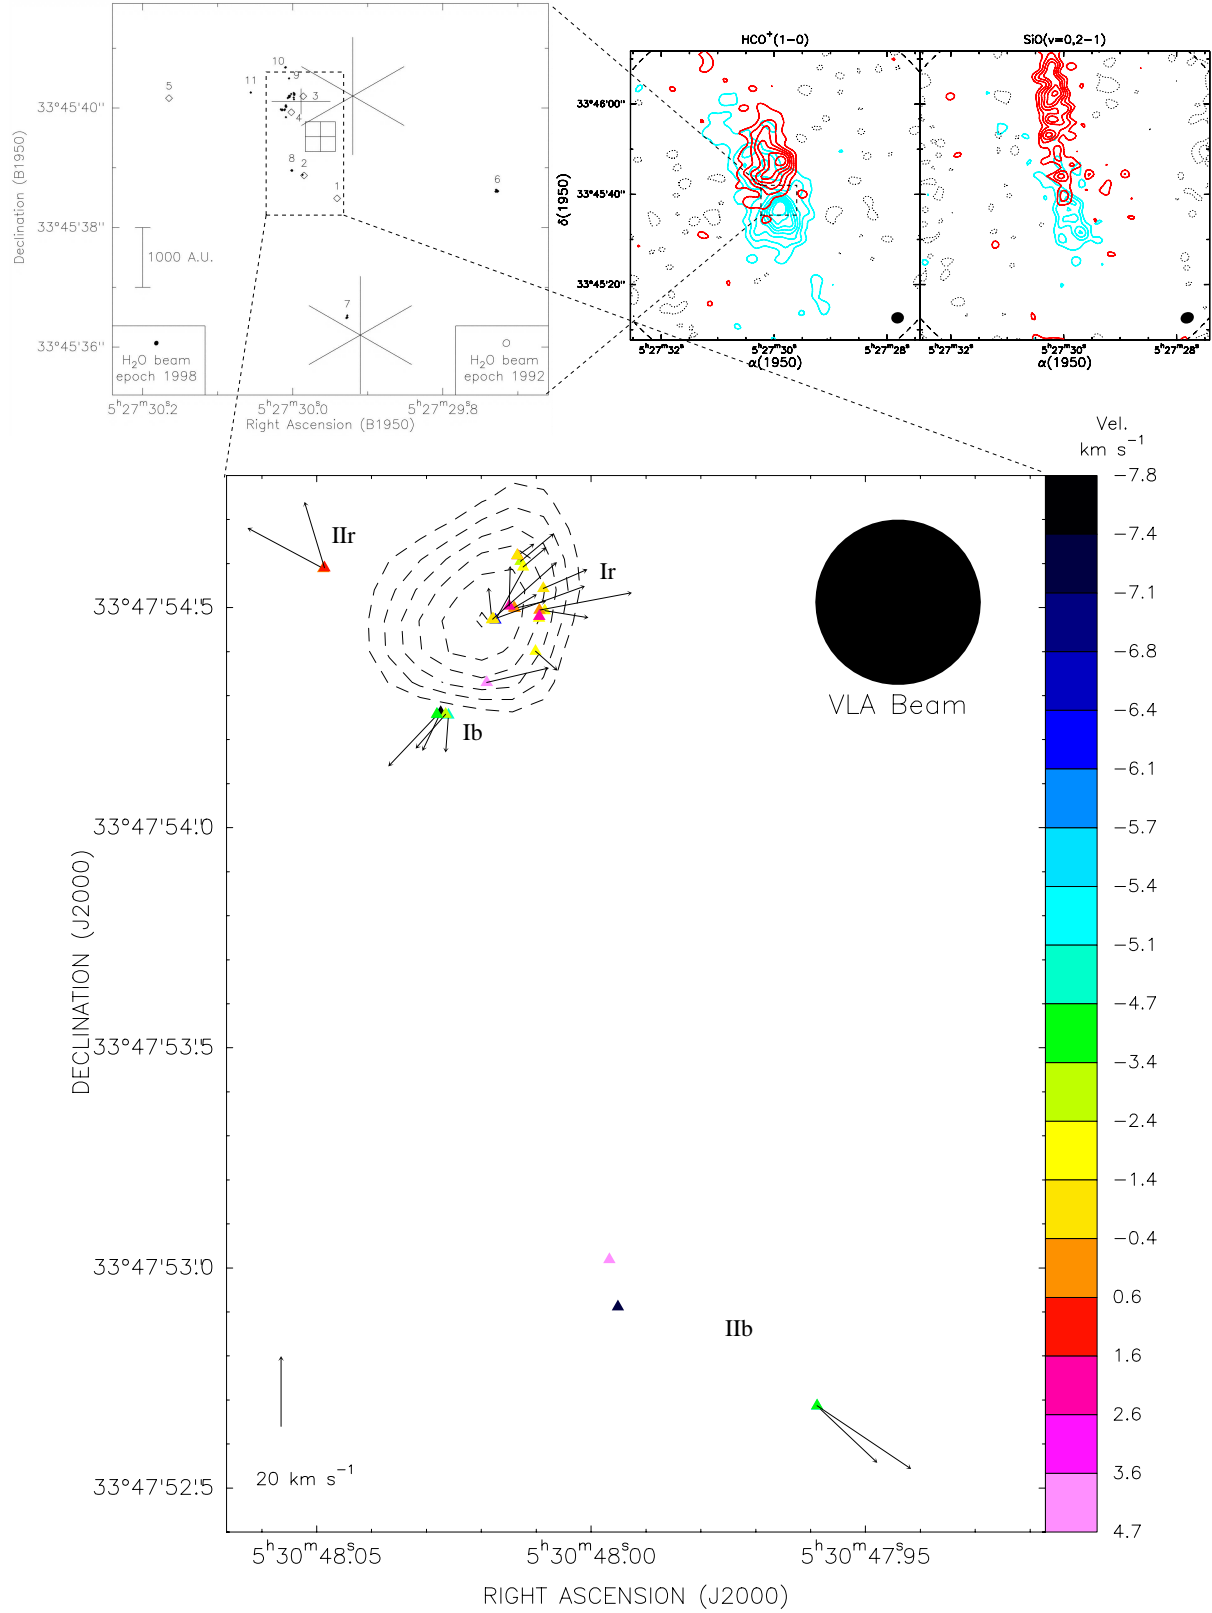 HCO⁺(1−0)
SiO(v=0,2−1)
Declination (B1950)
33°45'40"
33°45'38"
33°45'36"
10
9
11
5
3
4
8
2
6
1
7
1000 A.U.
H₂O beam
epoch 1998
H₂O beam
epoch 1992
5ʰ27ᵐ30ˢ.2
5ʰ27ᵐ30ˢ.0
5ʰ27ᵐ29ˢ.8
Right Ascension (B1950)
δ(1950)
33°46'00"
33°45'40"
33°45'20"
5ʰ27ᵐ32ˢ
5ʰ27ᵐ30ˢ
5ʰ27ᵐ28ˢ
α(1950)
5ʰ27ᵐ32ˢ
5ʰ27ᵐ30ˢ
5ʰ27ᵐ28ˢ
α(1950)
Vel.
km s⁻¹
−7.8
−7.4
−7.1
−6.8
−6.4
−6.1
−5.7
−5.4
−5.1
−4.7
−3.4
−2.4
−1.4
−0.4
0.6
1.6
2.6
3.6
4.7
IIr
Ir
Ib
VLA Beam
IIb
20 km s⁻¹
DECLINATION (J2000)
33°47'54".5
33°47'54".0
33°47'53".5
33°47'53".0
33°47'52".5
5ʰ30ᵐ48ˢ.05
5ʰ30ᵐ48ˢ.00
5ʰ30ᵐ47ˢ.95
RIGHT ASCENSION (J2000)